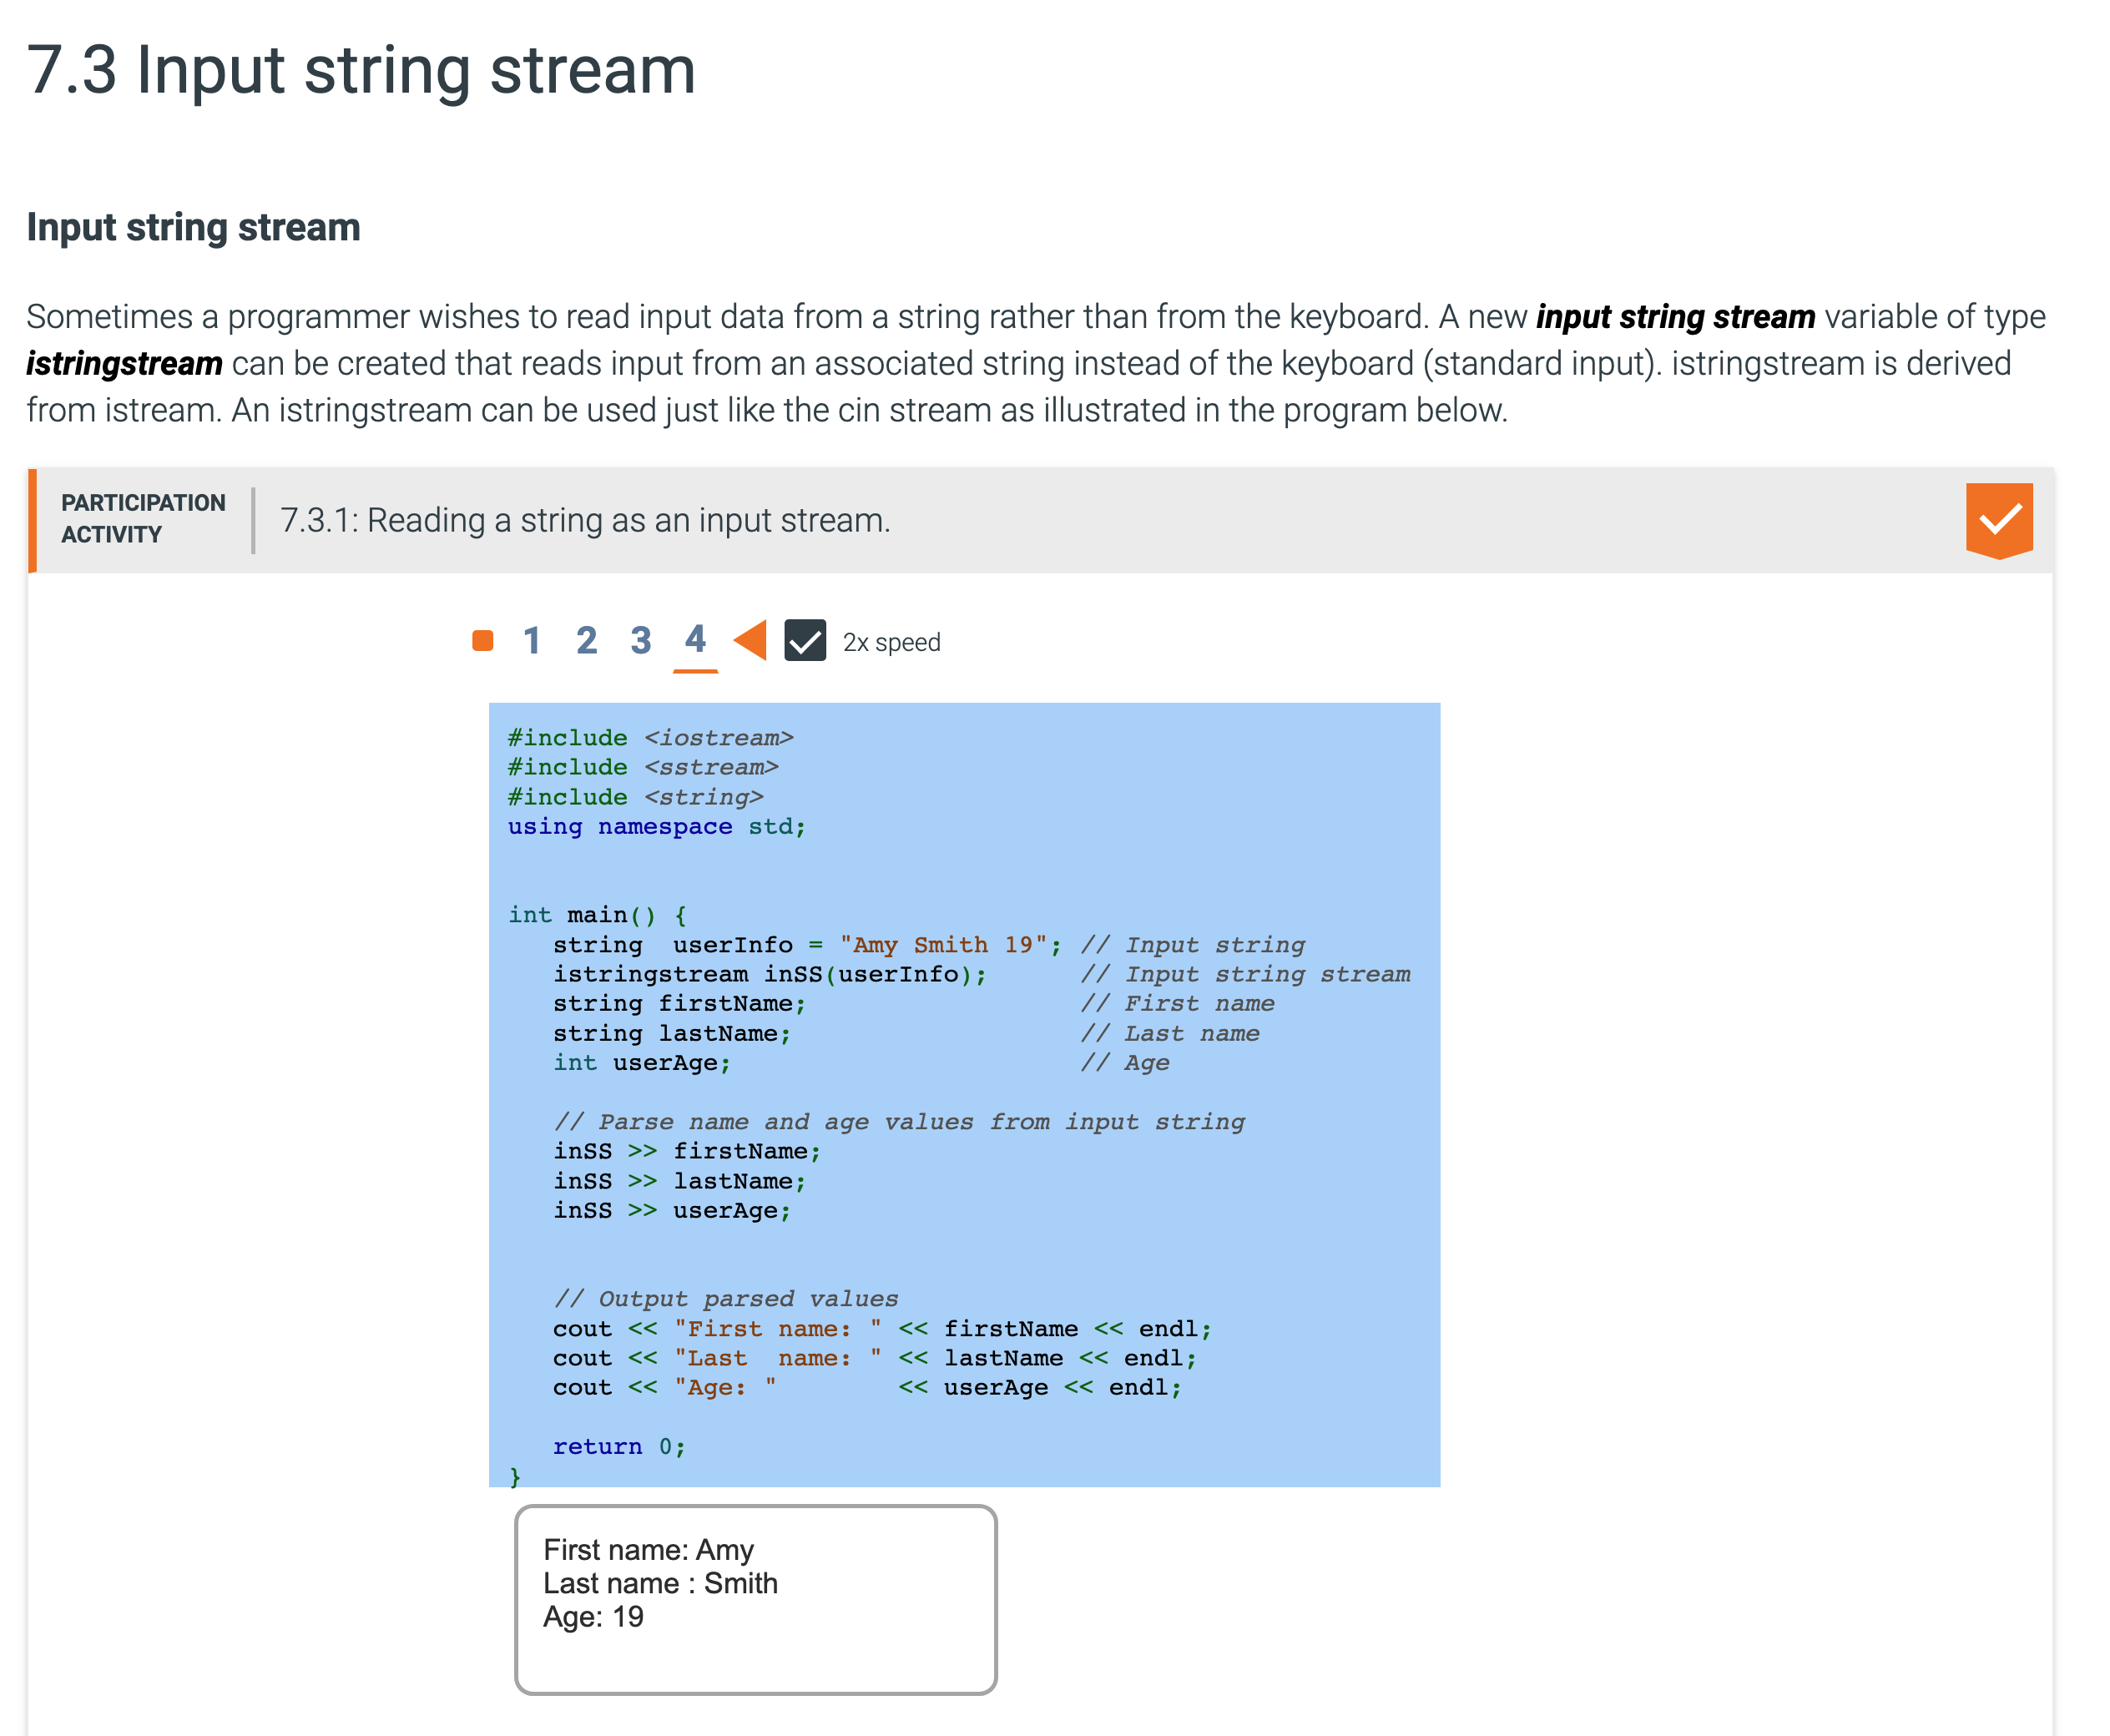 7.3 Input string stream
Input string stream
Sometimes a programmer wishes to read input data from a string rather than from the keyboard. A new input string stream variable of type
istringstream can be created that reads input from an associated string instead of the keyboard (standard input). istringstream is derived
from istream. An istringstream can be used just like the cin stream as illustrated in the program below.
PARTICIPATION
ACTIVITY
7.3.1: Reading a string as an input stream.
1 2 3 4 2x speed
#include <iostream>
#include <sstream>
#include <string>
using namespace std;
int main() {
   string  userInfo = "Amy Smith 19"; // Input string
   istringstream inSS(userInfo);      // Input string stream
   string firstName;                  // First name
   string lastName;                   // Last name
   int userAge;                       // Age
   // Parse name and age values from input string
   inSS >> firstName;
   inSS >> lastName;
   inSS >> userAge;
   // Output parsed values
   cout << "First name: " << firstName << endl;
   cout << "Last  name: " << lastName << endl;
   cout << "Age: "        << userAge << endl;
   return 0;
}
First name: Amy
Last name : Smith
Age: 19